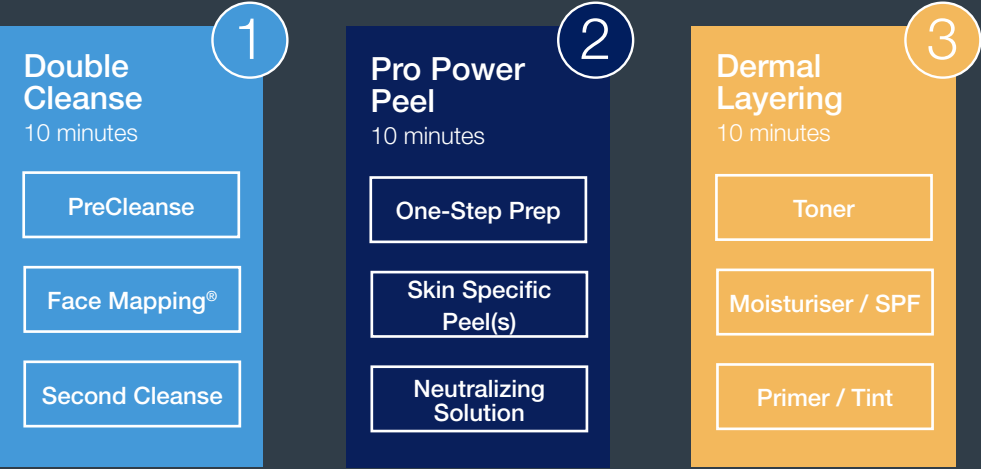 1
Double
Cleanse
10 minutes
PreCleanse
Face Mapping®
Second Cleanse
2
Pro Power
Peel
10 minutes
One-Step Prep
Skin Specific
Peel(s)
Neutralizing
Solution
3
Dermal
Layering
10 minutes
Toner
Moisturiser / SPF
Primer / Tint